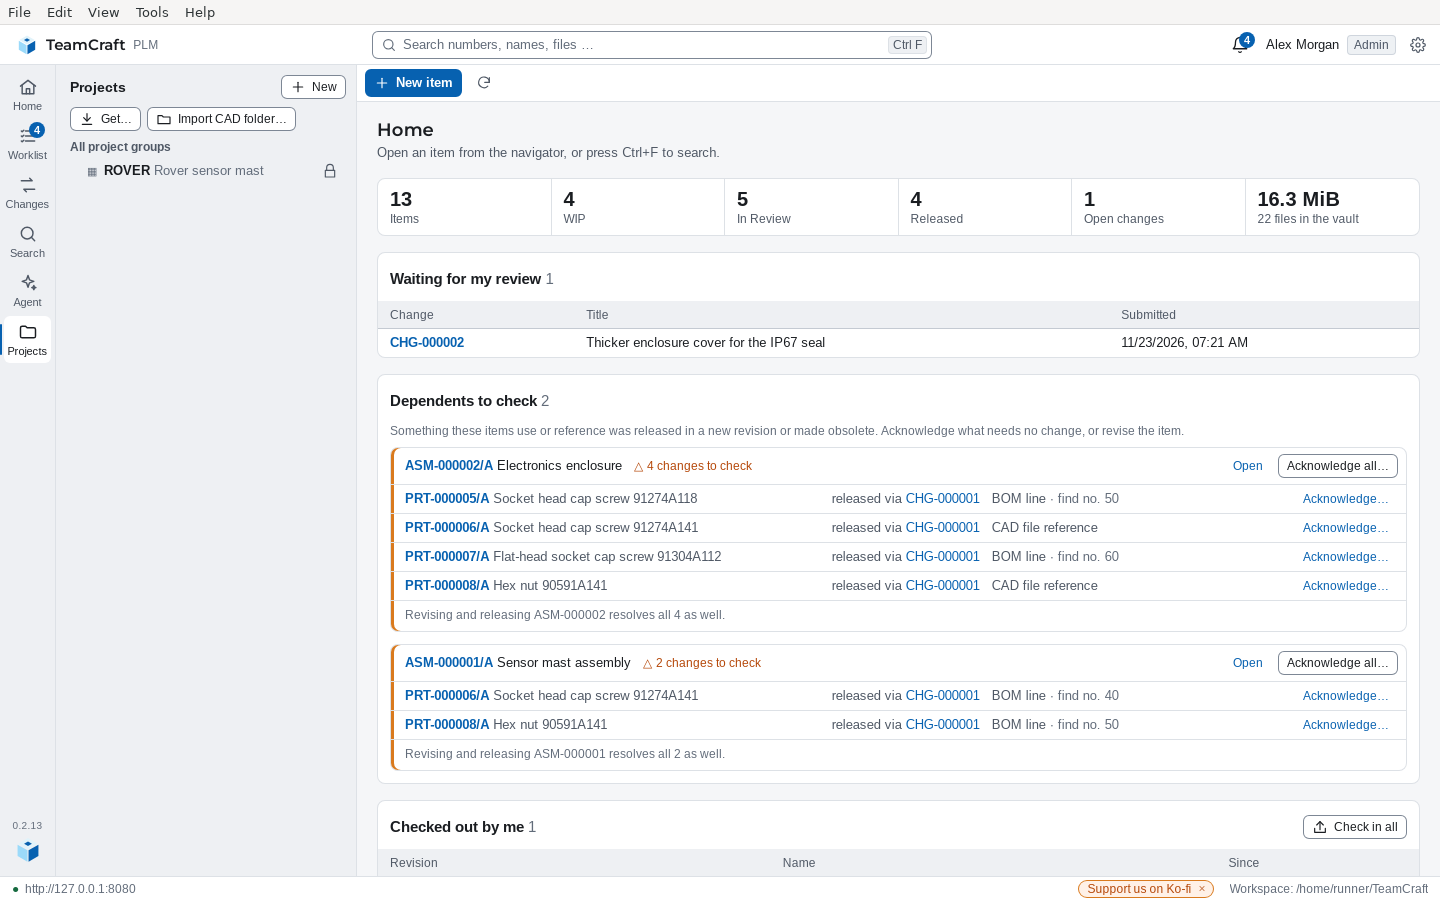 File Edit View Tools Help
TeamCraft PLM
Search numbers, names, files … Ctrl F
4 Alex Morgan Admin
Home
4
Worklist
Changes
Search
Agent
Projects
0.2.13
Projects
New
Get… Import CAD folder…
All project groups
ROVER Rover sensor mast
New item
Home
Open an item from the navigator, or press Ctrl+F to search.
13 4 5 4 1 16.3 MiB
Items WIP In Review Released Open changes 22 files in the vault
Waiting for my review 1
Change Title Submitted
CHG-000002 Thicker enclosure cover for the IP67 seal 11/23/2026, 07:21 AM
Dependents to check 2
Something these items use or reference was released in a new revision or made obsolete. Acknowledge what needs no change, or revise the item.
ASM-000002/A Electronics enclosure △ 4 changes to check Open Acknowledge all…
PRT-000005/A Socket head cap screw 91274A118 released via CHG-000001 BOM line · find no. 50 Acknowledge…
PRT-000006/A Socket head cap screw 91274A141 released via CHG-000001 CAD file reference Acknowledge…
PRT-000007/A Flat-head socket cap screw 91304A112 released via CHG-000001 BOM line · find no. 60 Acknowledge…
PRT-000008/A Hex nut 90591A141 released via CHG-000001 CAD file reference Acknowledge…
Revising and releasing ASM-000002 resolves all 4 as well.
ASM-000001/A Sensor mast assembly △ 2 changes to check Open Acknowledge all…
PRT-000006/A Socket head cap screw 91274A141 released via CHG-000001 BOM line · find no. 40 Acknowledge…
PRT-000008/A Hex nut 90591A141 released via CHG-000001 BOM line · find no. 50 Acknowledge…
Revising and releasing ASM-000001 resolves all 2 as well.
Checked out by me 1 Check in all
Revision Name Since
● http://127.0.0.1:8080 Support us on Ko-fi × Workspace: /home/runner/TeamCraft